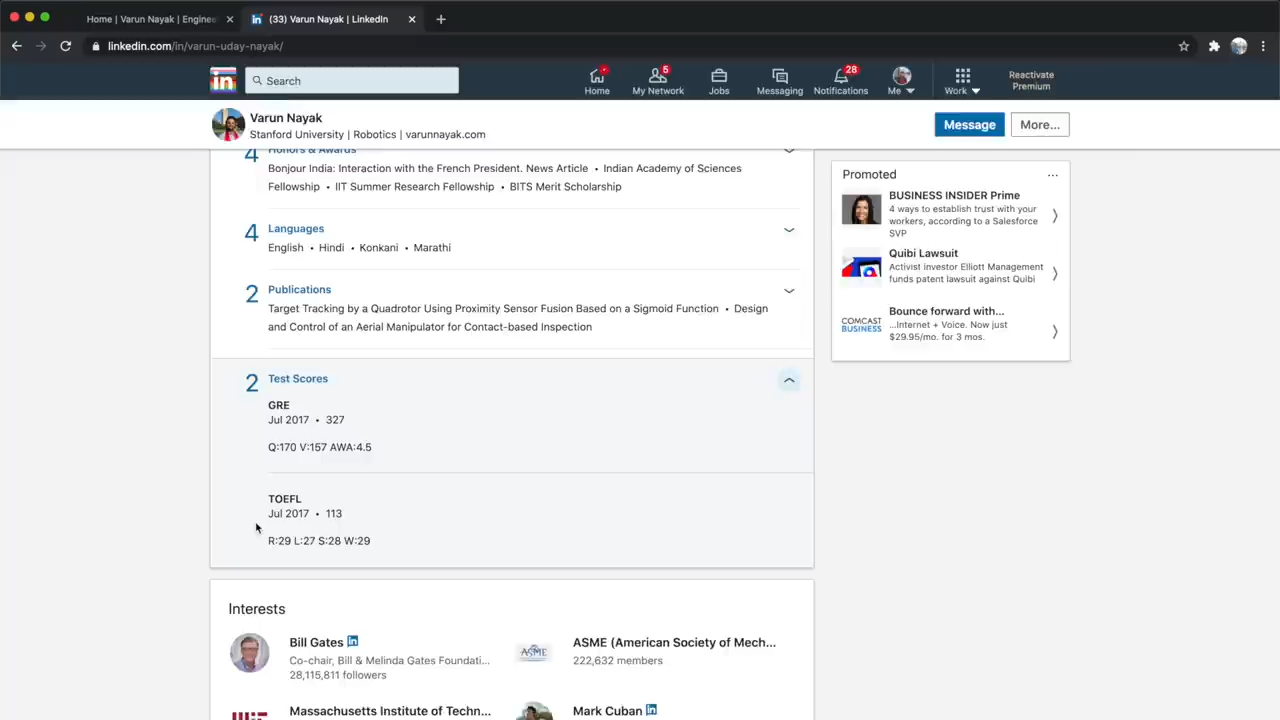 Home | Varun Nayak | Enginee
(33) Varun Nayak | LinkedIn
linkedin.com/in/varun-uday-nayak/
in
Search
Home
5
My Network
Jobs
Messaging
28
Notifications
Me
Work
Reactivate
Premium
Varun Nayak
Stanford University | Robotics | varunnayak.com
Message
More...
4
Honors & Awards
Bonjour India: Interaction with the French President. News Article • Indian Academy of Sciences
Fellowship • IIT Summer Research Fellowship • BITS Merit Scholarship
4
Languages
English • Hindi • Konkani • Marathi
2
Publications
Target Tracking by a Quadrotor Using Proximity Sensor Fusion Based on a Sigmoid Function • Design
and Control of an Aerial Manipulator for Contact-based Inspection
2
Test Scores
GRE
Jul 2017 • 327
Q:170 V:157 AWA:4.5
TOEFL
Jul 2017 • 113
R:29 L:27 S:28 W:29
Interests
Bill Gates in
Co-chair, Bill & Melinda Gates Foundati...
28,115,811 followers
ASME
ASME (American Society of Mech...
222,632 members
Massachusetts Institute of Techn...
Mark Cuban in
Promoted
...
BUSINESS INSIDER Prime
4 ways to establish trust with your
workers, according to a Salesforce
SVP
Quibi Lawsuit
Activist investor Elliott Management
funds patent lawsuit against Quibi
COMCAST
BUSINESS
Bounce forward with...
...Internet + Voice. Now just
$29.95/mo. for 3 mos.